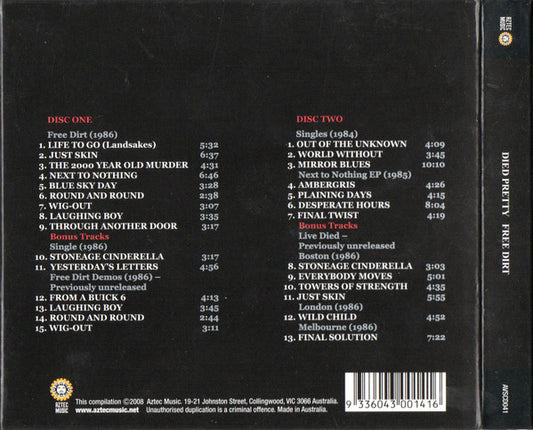 DISC ONE
Free Dirt (1986)
1. LIFE TO GO (Landsakes) 5:32
2. JUST SKIN 6:37
3. THE 2000 YEAR OLD MURDER 4:31
4. NEXT TO NOTHING 6:46
5. BLUE SKY DAY 3:28
6. ROUND AND ROUND 2:38
7. WIG-OUT 3:07
8. LAUGHING BOY 3:35
9. THROUGH ANOTHER DOOR 3:17
Bonus Tracks
Single (1986)
10. STONEAGE CINDERELLA 3:17
11. YESTERDAY'S LETTERS 4:56
Free Dirt Demos (1986) –
Previously unreleased
12. FROM A BUICK 6 4:13
13. LAUGHING BOY 3:45
14. ROUND AND ROUND 2:44
15. WIG-OUT 3:11
DISC TWO
Singles (1984)
1. OUT OF THE UNKNOWN 4:09
2. WORLD WITHOUT 3:45
3. MIRROR BLUES 10:10
Next to Nothing EP (1985)
4. AMBERGRIS 4:26
5. PLAINING DAYS 4:15
6. DESPERATE HOURS 8:04
7. FINAL TWIST 4:19
Bonus Tracks
Live Died –
Previously unreleased
Boston (1986)
8. STONEAGE CINDERELLA 3:03
9. EVERYBODY MOVES 5:01
10. TOWERS OF STRENGTH 4:35
11. JUST SKIN 5:55
London (1986)
12. WILD CHILD 4:52
Melbourne (1986)
13. FINAL SOLUTION 7:22
AZTEC
MUSIC
This compilation ©2008 Aztec Music. 19-21 Johnston Street, Collingwood, VIC 3066 Australia.
www.aztecmusic.net Unauthorised duplication is a criminal offence. Made in Australia.
9 336043 001416
AZTEC
MUSIC
DIED PRETTY FREE DIRT
AVSCD041